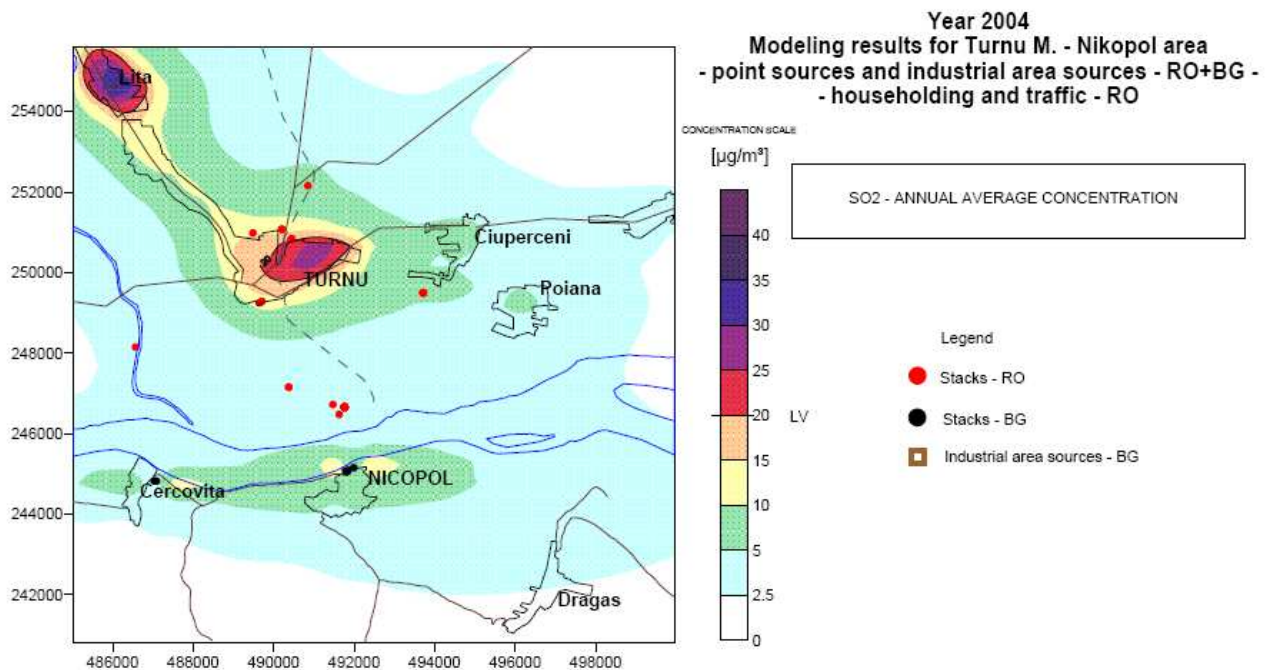 Year 2004
Modeling results for Turnu M. - Nikopol area
- point sources and industrial area sources - RO+BG -
- householding and traffic - RO
CONCENTRATION SCALE
[µg/m³]
SO2 - ANNUAL AVERAGE CONCENTRATION
40
35
30
25
20
LV
15
10
5
2.5
0
Legend
Stacks - RO
Stacks - BG
Industrial area sources - BG
Lita
TURNU
Ciuperceni
Poiana
Cercovita
NICOPOL
Dragas
254000
252000
250000
248000
246000
244000
242000
486000 488000 490000 492000 494000 496000 498000